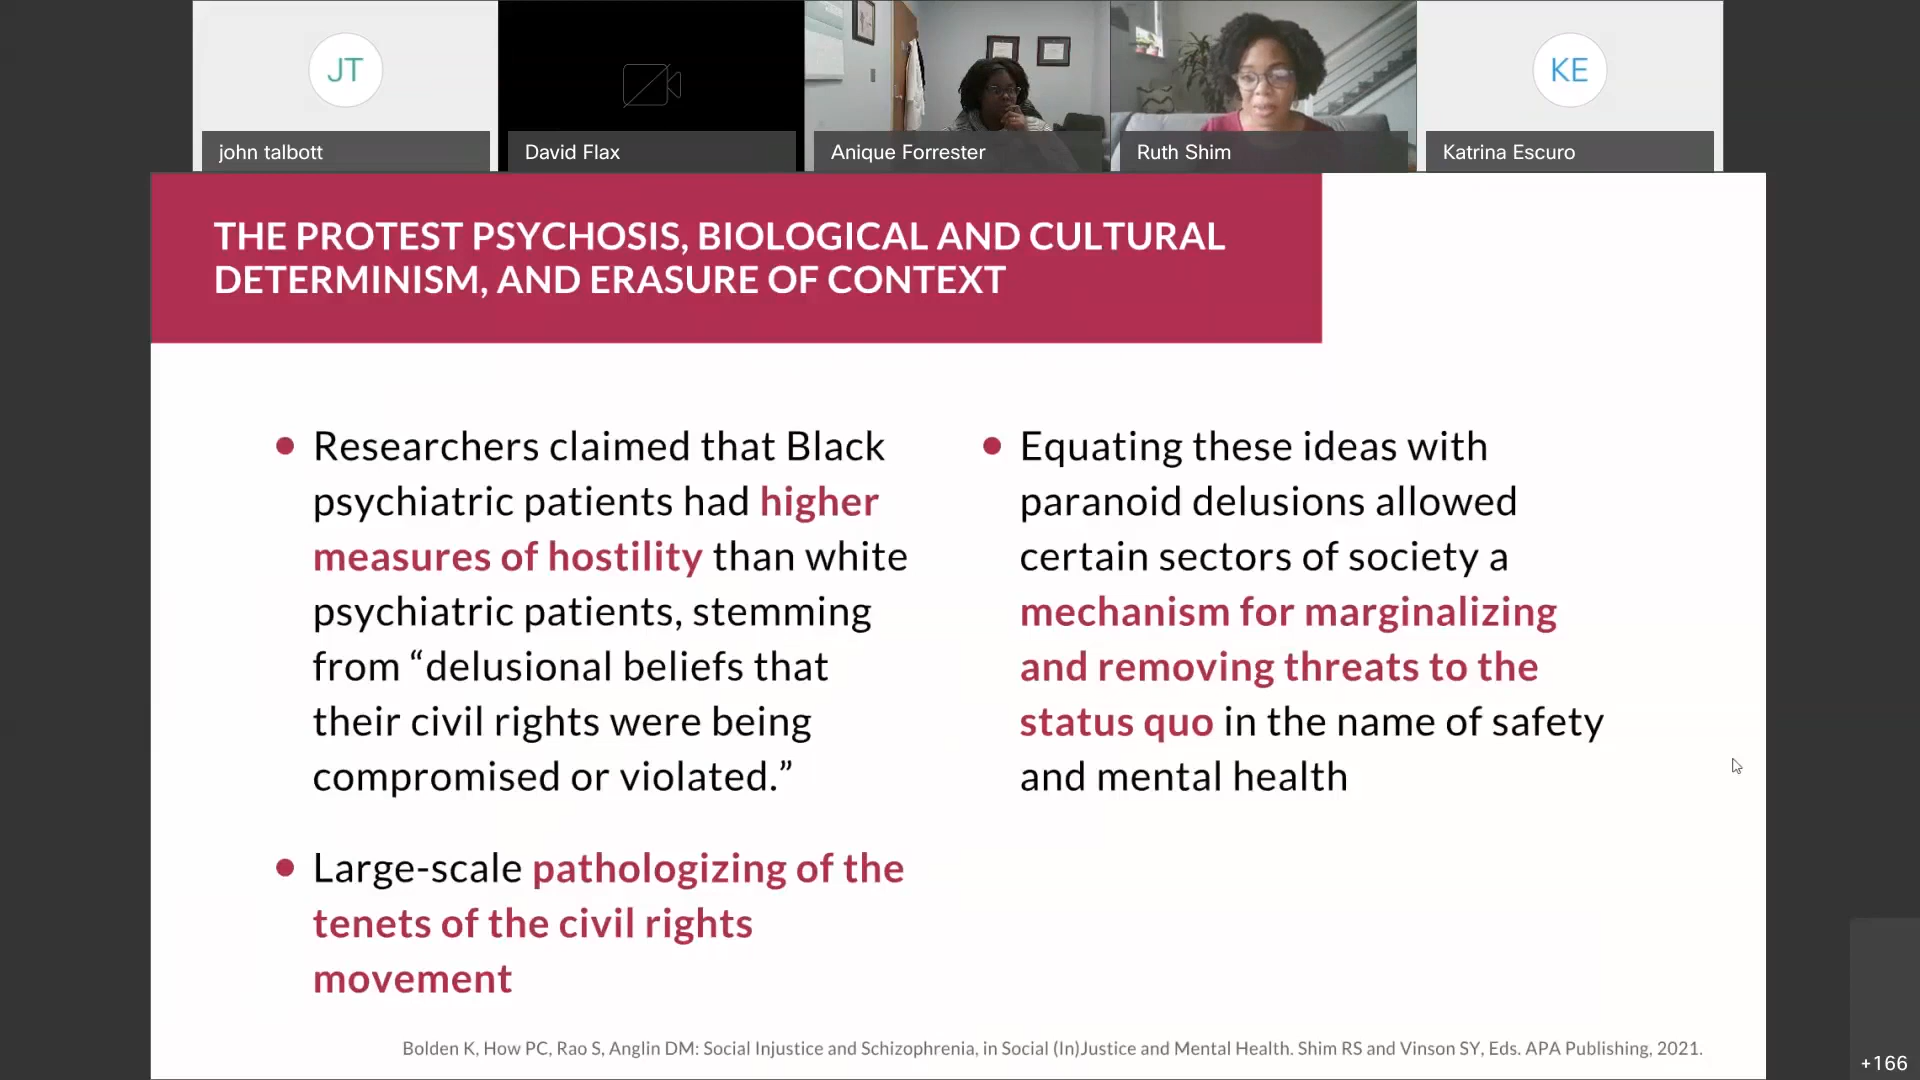 JT
KE
john talbott
David Flax
Anique Forrester
Ruth Shim
Katrina Escuro
THE PROTEST PSYCHOSIS, BIOLOGICAL AND CULTURAL
DETERMINISM, AND ERASURE OF CONTEXT
Researchers claimed that Black
psychiatric patients had higher
measures of hostility than white
psychiatric patients, stemming
from “delusional beliefs that
their civil rights were being
compromised or violated.”
Large-scale pathologizing of the
tenets of the civil rights
movement
Equating these ideas with
paranoid delusions allowed
certain sectors of society a
mechanism for marginalizing
and removing threats to the
status quo in the name of safety
and mental health
Bolden K, How PC, Rao S, Anglin DM: Social Injustice and Schizophrenia, in Social (In)Justice and Mental Health. Shim RS and Vinson SY, Eds. APA Publishing, 2021.
+166